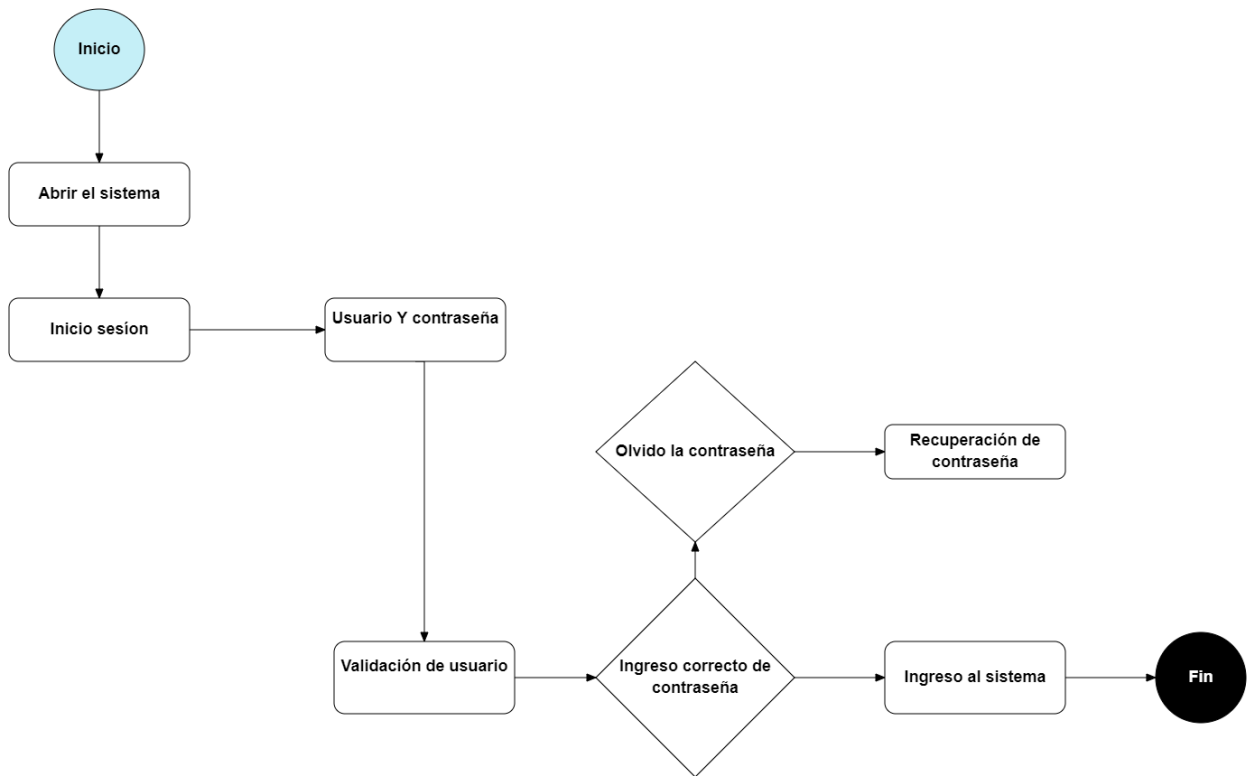 Inicio
Abrir el sistema
Inicio sesíon
Usuario Y contraseña
Olvido la contraseña
Recuperación de
contraseña
Validación de usuario
Ingreso correcto de
contraseña
Ingreso al sistema
Fin